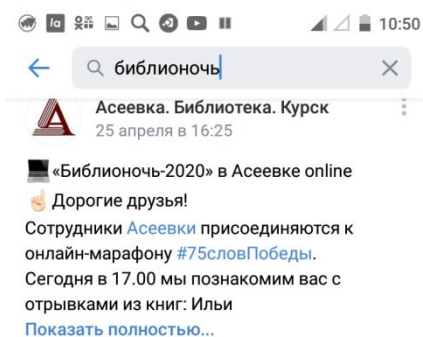 10:50
библионочь
Асеевка. Библиотека. Курск
25 апреля в 16:25
«Библионочь-2020» в Асеевке online
Дорогие друзья!
Сотрудники Асеевки присоединяются к
онлайн-марафону #75словПобеды.
Сегодня в 17.00 мы познакомим вас с
отрывками из книг: Ильи
Показать полностью...